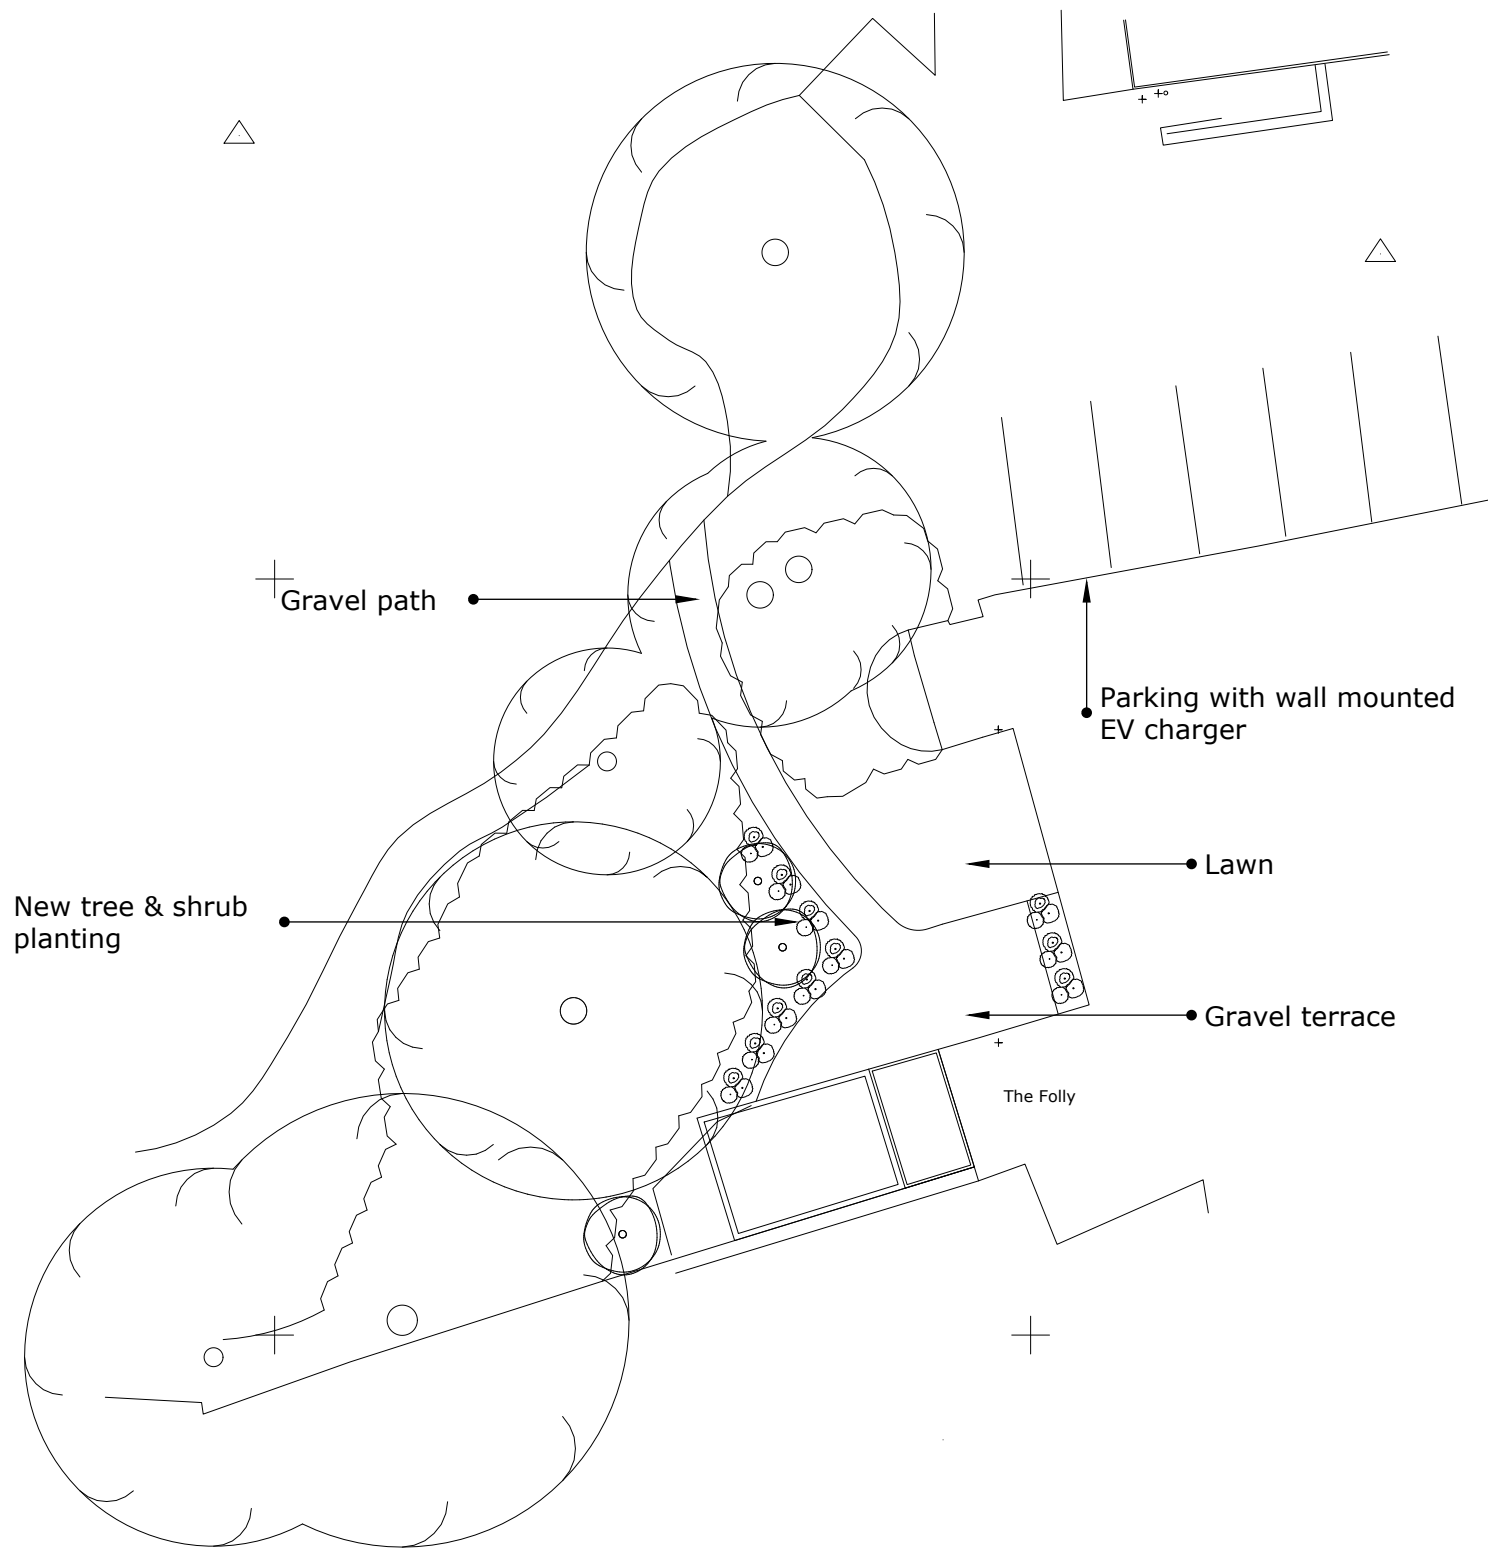 Gravel path
Parking with wall mounted
EV charger
Lawn
New tree & shrub
planting
Gravel terrace
The Folly